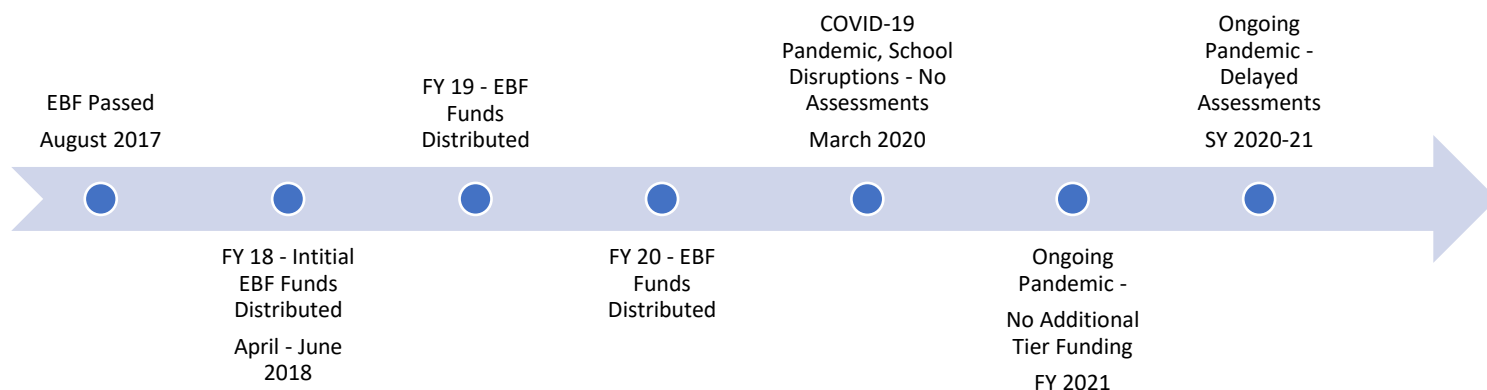 EBF Passed
August 2017
FY 18 - Intitial
EBF Funds
Distributed
April - June
2018
FY 19 - EBF
Funds
Distributed
FY 20 - EBF
Funds
Distributed
COVID-19
Pandemic, School
Disruptions - No
Assessments
March 2020
Ongoing
Pandemic -
No Additional
Tier Funding
FY 2021
Ongoing
Pandemic -
Delayed
Assessments
SY 2020-21